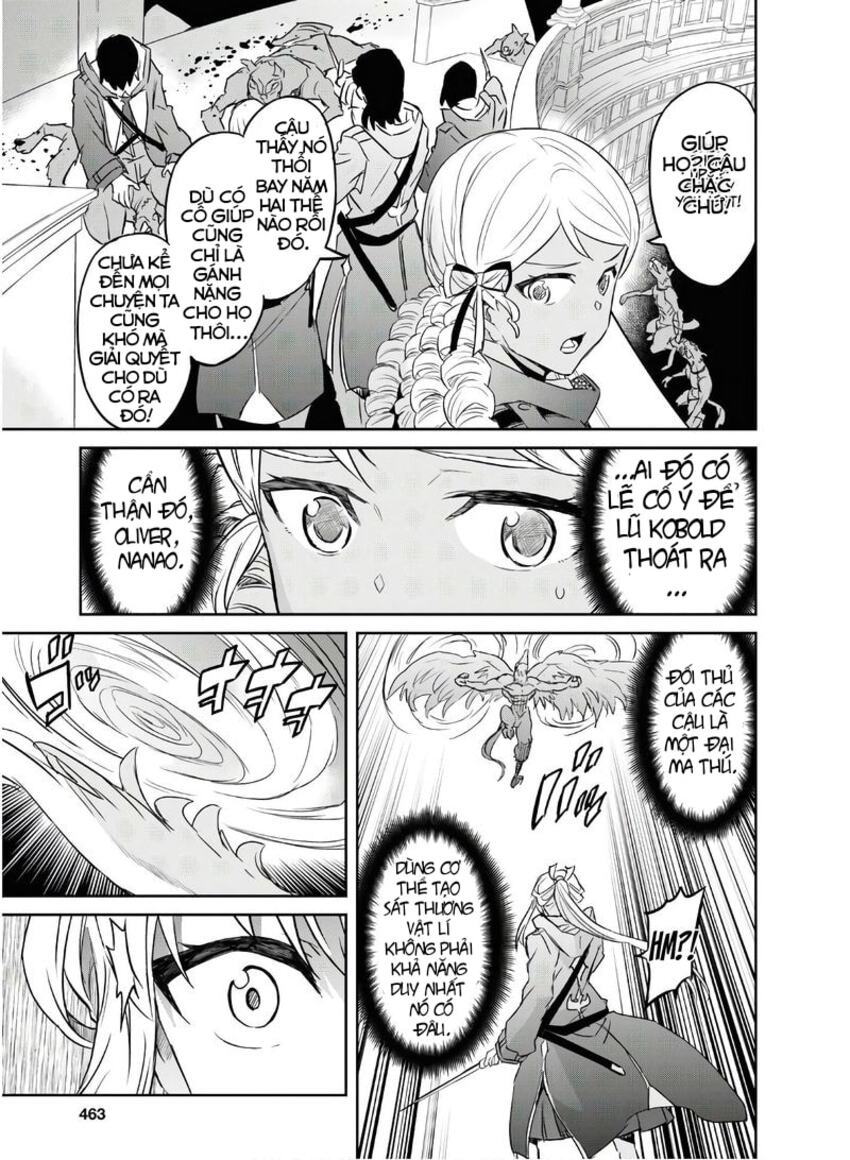 GIÚP
HỌ? CẬU
CHẮC
CHỨ?
CẬU
THẤY NÓ
THỔI
BAY NĂM
HAI THẾ
NÀO RỒI
ĐÓ.
DÙ CÓ
CỐ GIÚP
CŨNG
CHỈ LÀ
GÁNH
NẶNG
CHO HỌ
THÔI...
CHƯA KỂ
ĐẾN MỌI
CHUYỆN TA
CŨNG
KHÓ MÀ
GIẢI QUYẾT
CHO DÙ
CÓ RA
ĐÓ!
...AI ĐÓ CÓ
LẼ CỐ Ý ĐỂ
LŨ KOBOLD
THOÁT RA
...
CẨN
THẬN ĐÓ,
OLIVER,
NANAO.
ĐỐI THỦ
CỦA CÁC
CẬU LÀ
MỘT ĐẠI
MA THÚ.
DÙNG CƠ
THỂ TẠO
SÁT THƯƠNG
VẬT LÍ
KHÔNG PHẢI
KHẢ NĂNG
DUY NHẤT
NÓ CÓ
ĐÂU.
HM?!
463